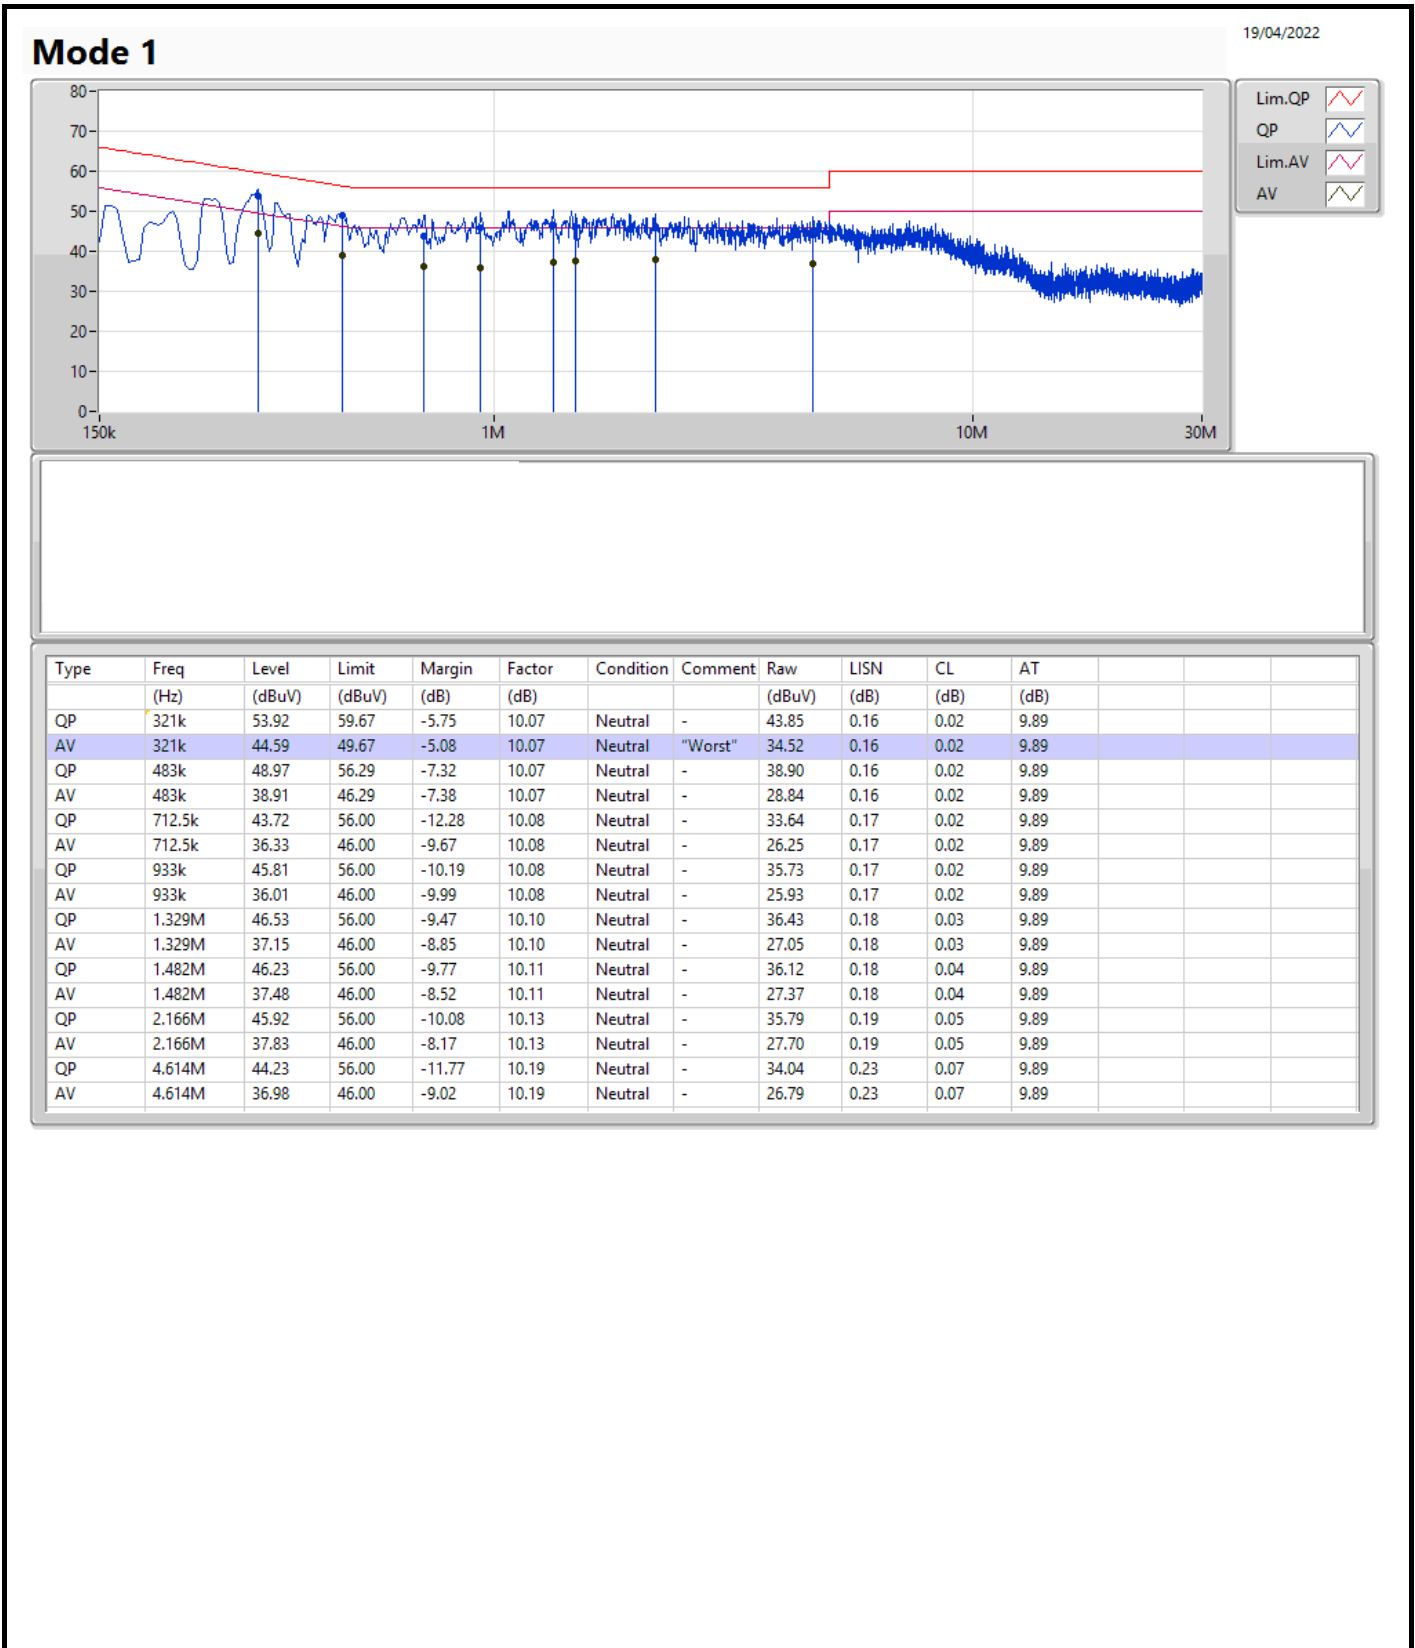 19/04/2022
Mode 1
80
70
60
50
40
30
20
10
0
150k 1M 10M 30M
Lim.QP
QP
Lim.AV
AV
Type Freq Level Limit Margin Factor Condition Comment Raw LISN CL AT
(Hz) (dBuV) (dBuV) (dB) (dB) (dBuV) (dB) (dB) (dB)
QP 321k 53.92 59.67 -5.75 10.07 Neutral - 43.85 0.16 0.02 9.89
AV 321k 44.59 49.67 -5.08 10.07 Neutral "Worst" 34.52 0.16 0.02 9.89
QP 483k 48.97 56.29 -7.32 10.07 Neutral - 38.90 0.16 0.02 9.89
AV 483k 38.91 46.29 -7.38 10.07 Neutral - 28.84 0.16 0.02 9.89
QP 712.5k 43.72 56.00 -12.28 10.08 Neutral - 33.64 0.17 0.02 9.89
AV 712.5k 36.33 46.00 -9.67 10.08 Neutral - 26.25 0.17 0.02 9.89
QP 933k 45.81 56.00 -10.19 10.08 Neutral - 35.73 0.17 0.02 9.89
AV 933k 36.01 46.00 -9.99 10.08 Neutral - 25.93 0.17 0.02 9.89
QP 1.329M 46.53 56.00 -9.47 10.10 Neutral - 36.43 0.18 0.03 9.89
AV 1.329M 37.15 46.00 -8.85 10.10 Neutral - 27.05 0.18 0.03 9.89
QP 1.482M 46.23 56.00 -9.77 10.11 Neutral - 36.12 0.18 0.04 9.89
AV 1.482M 37.48 46.00 -8.52 10.11 Neutral - 27.37 0.18 0.04 9.89
QP 2.166M 45.92 56.00 -10.08 10.13 Neutral - 35.79 0.19 0.05 9.89
AV 2.166M 37.83 46.00 -8.17 10.13 Neutral - 27.70 0.19 0.05 9.89
QP 4.614M 44.23 56.00 -11.77 10.19 Neutral - 34.04 0.23 0.07 9.89
AV 4.614M 36.98 46.00 -9.02 10.19 Neutral - 26.79 0.23 0.07 9.89